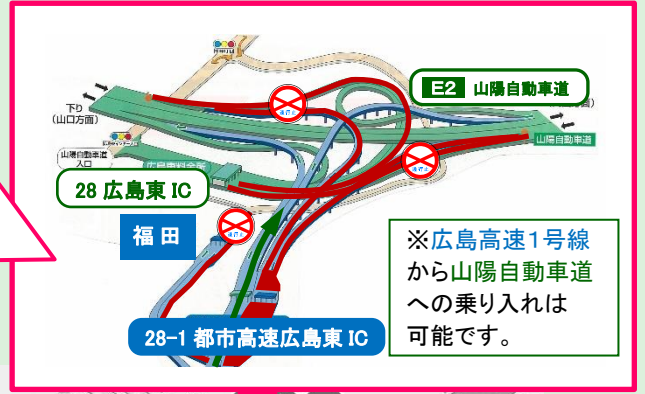 E2 山陽自動車道
下り
(山口方面)
山陽自動車道
山陽自動車道
入口
広島東料金所
28 広島東 IC
福田
※広島高速1号線
から山陽自動車道
への乗り入れは
可能です。
28-1 都市高速広島東 IC